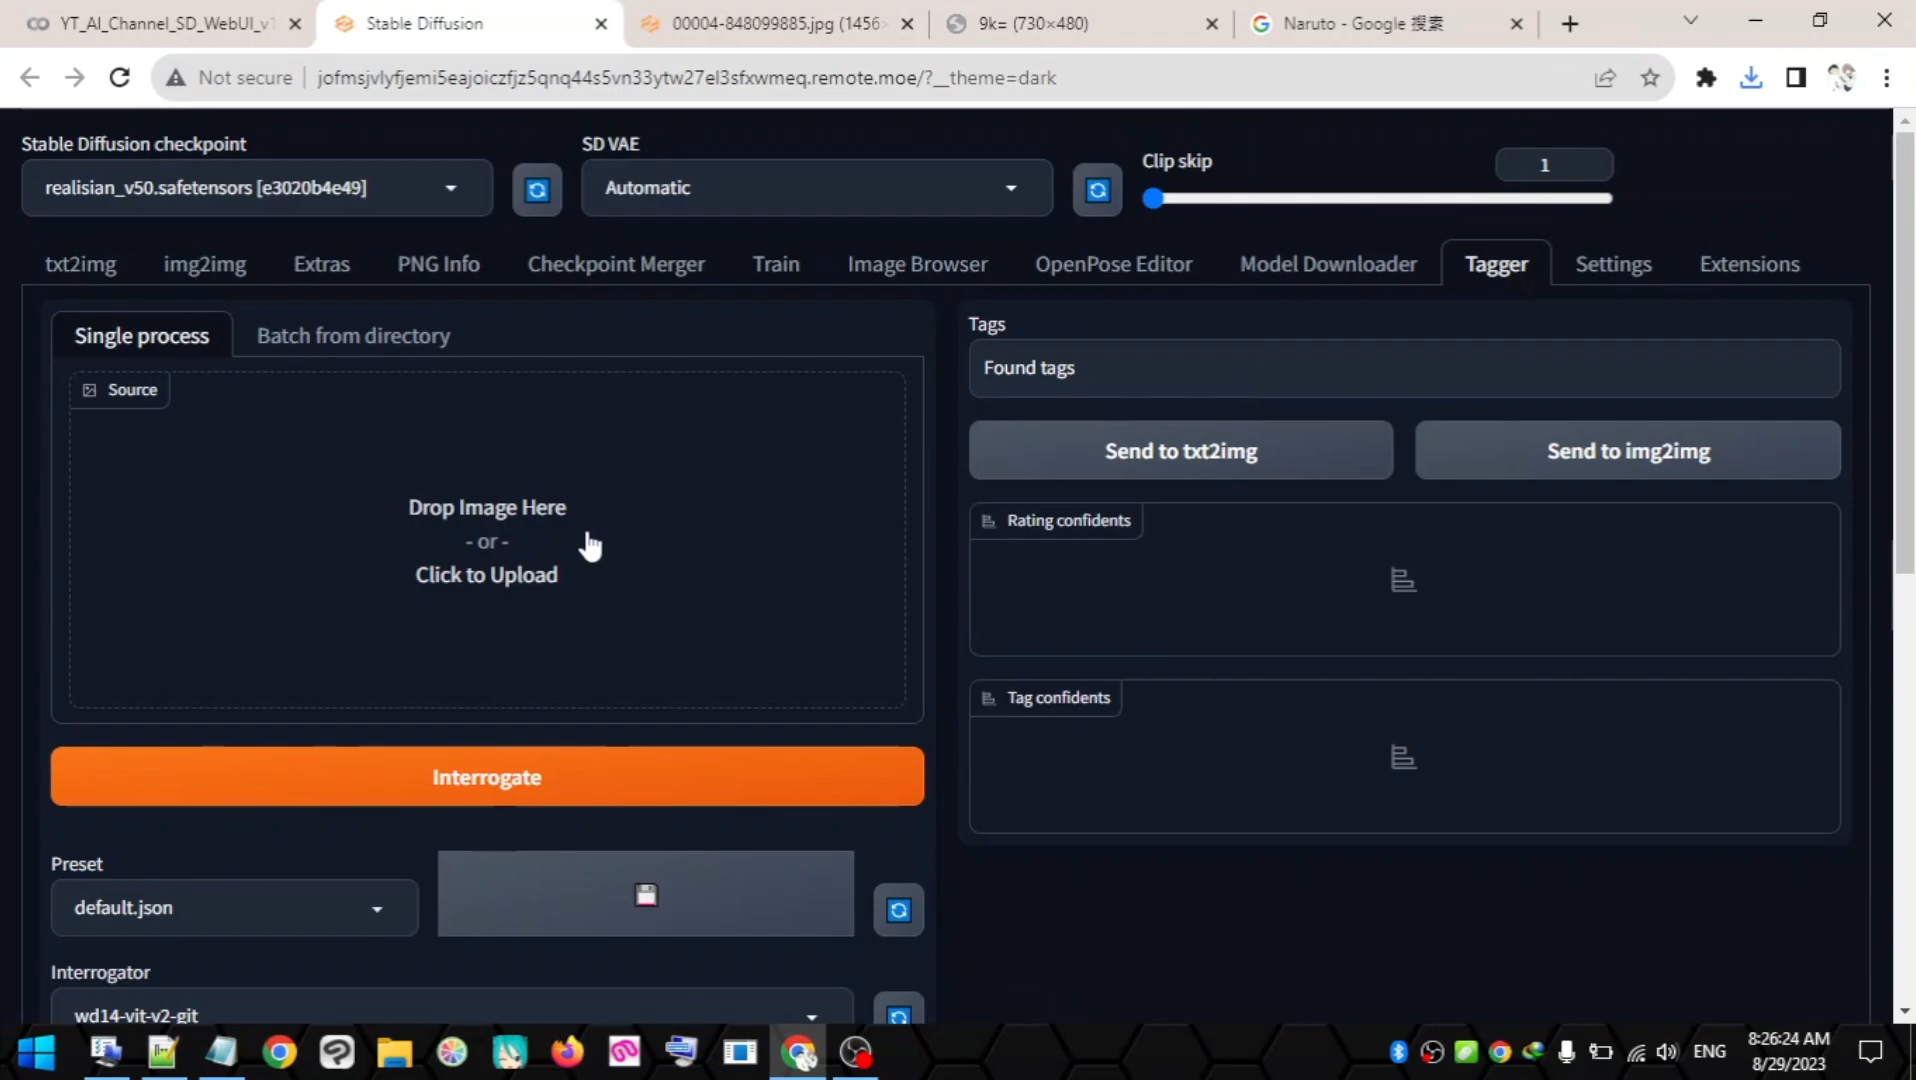 YT_AI_Channel_SD_WebUI_v1
Stable Diffusion
00004-848099885.jpg (1456×
9k= (730×480)
Naruto - Google 搜索
Not secure
jofmsjvlyfjemi5eajoiczfjz5qnq44s5vn33ytw27el3sfxwmeq.remote.moe/?__theme=dark
Stable Diffusion checkpoint
SD VAE
Clip skip
1
realisian_v50.safetensors [e3020b4e49]
Automatic
txt2img
img2img
Extras
PNG Info
Checkpoint Merger
Train
Image Browser
OpenPose Editor
Model Downloader
Tagger
Settings
Extensions
Single process
Batch from directory
Source
Drop Image Here
- or -
Click to Upload
Interrogate
Preset
default.json
Interrogator
wd14-vit-v2-git
Tags
Found tags
Send to txt2img
Send to img2img
Rating confidents
Tag confidents
ENG
8:26:24 AM
8/29/2023